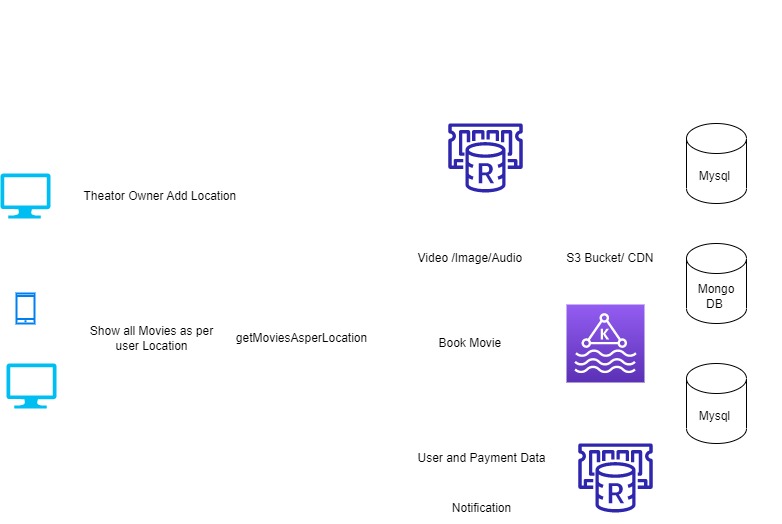 R
Mysql
Theator Owner Add Location
Video /Image/Audio
S3 Bucket/ CDN
Mongo
DB
Show all Movies as per
user Location
getMoviesAsperLocation
Book Movie
K
Mysql
User and Payment Data
R
Notification